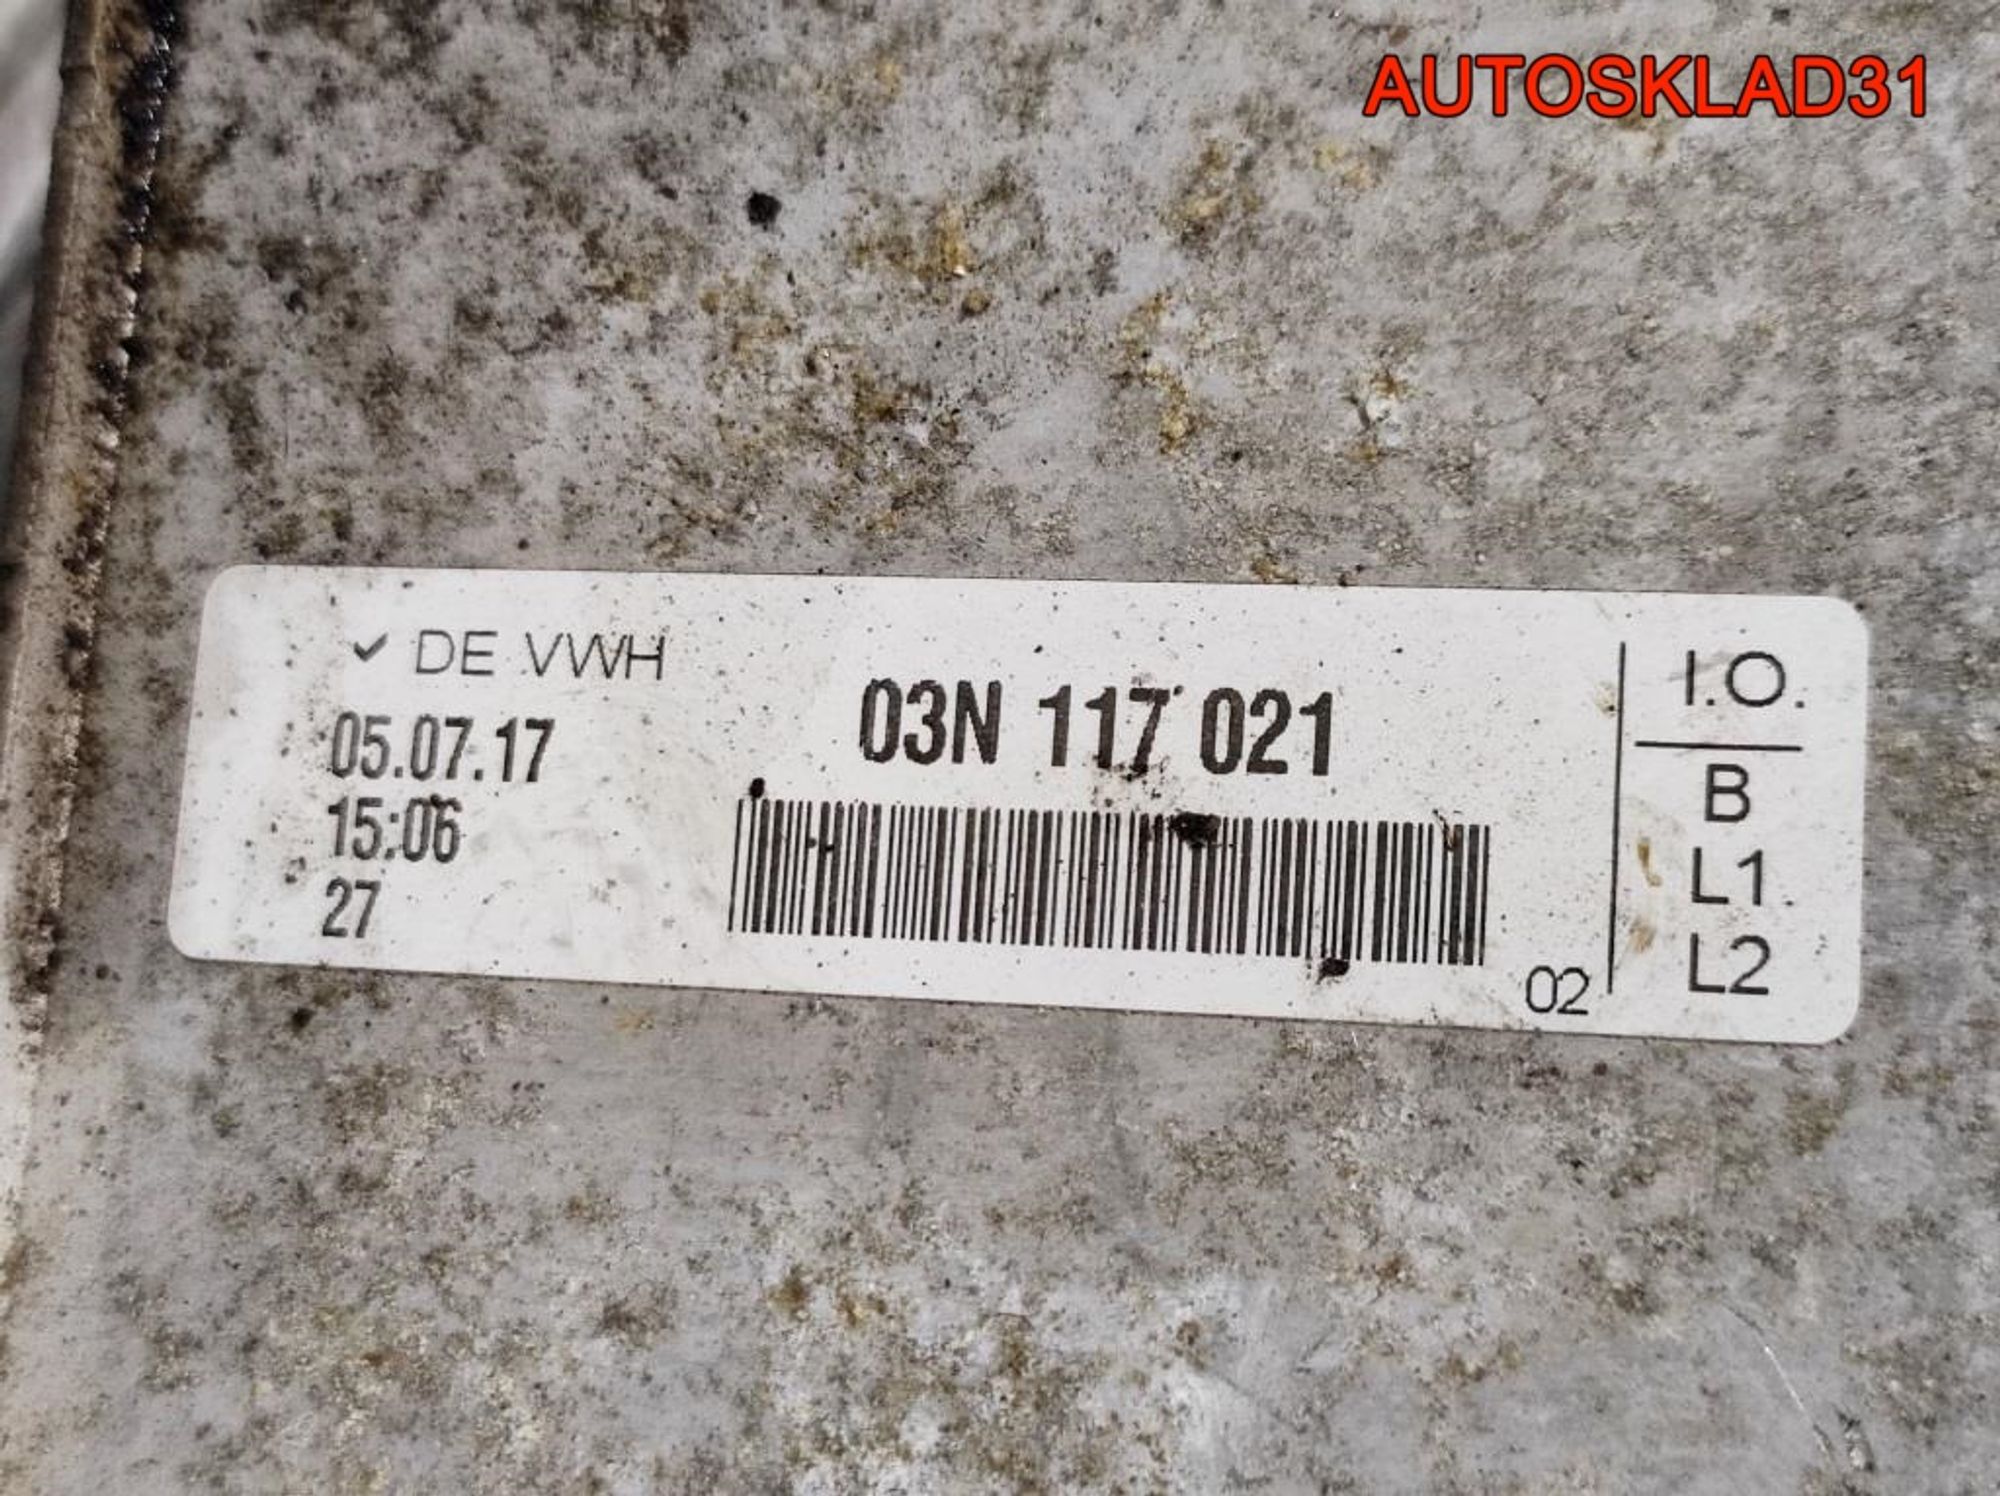 AUTOSKLAD31
✓ DE VWH
05.07.17
15:06
27
03N 117 021
02
I.O.
B
L1
L2